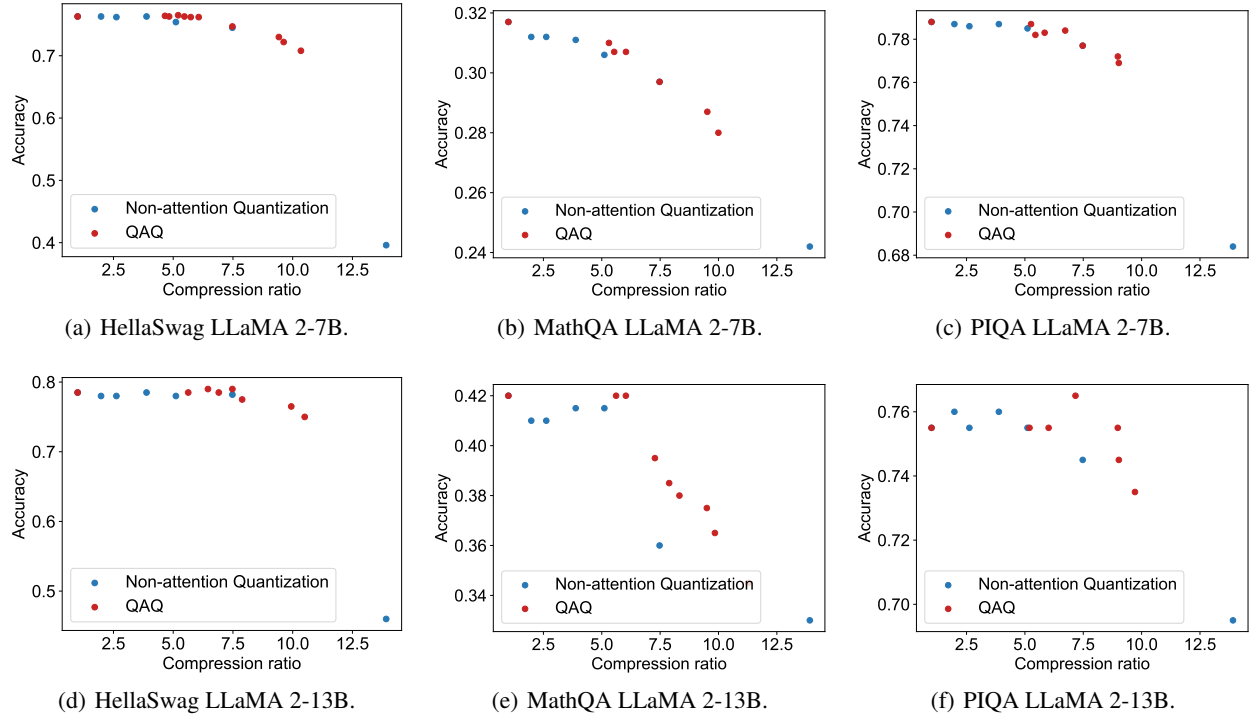 Accuracy
0.7
0.6
0.5
0.4
Non-attention Quantization
QAQ
2.5 5.0 7.5 10.0 12.5
Compression ratio
(a) HellaSwag LLaMA 2-7B.
Accuracy
0.32
0.30
0.28
0.26
0.24
Non-attention Quantization
QAQ
2.5 5.0 7.5 10.0 12.5
Compression ratio
(b) MathQA LLaMA 2-7B.
Accuracy
0.78
0.76
0.74
0.72
0.70
0.68
Non-attention Quantization
QAQ
2.5 5.0 7.5 10.0 12.5
Compression ratio
(c) PIQA LLaMA 2-7B.
Accuracy
0.8
0.7
0.6
0.5
Non-attention Quantization
QAQ
2.5 5.0 7.5 10.0 12.5
Compression ratio
(d) HellaSwag LLaMA 2-13B.
Accuracy
0.42
0.40
0.38
0.36
0.34
Non-attention Quantization
QAQ
2.5 5.0 7.5 10.0 12.5
Compression ratio
(e) MathQA LLaMA 2-13B.
Accuracy
0.76
0.74
0.72
0.70
Non-attention Quantization
QAQ
2.5 5.0 7.5 10.0 12.5
Compression ratio
(f) PIQA LLaMA 2-13B.